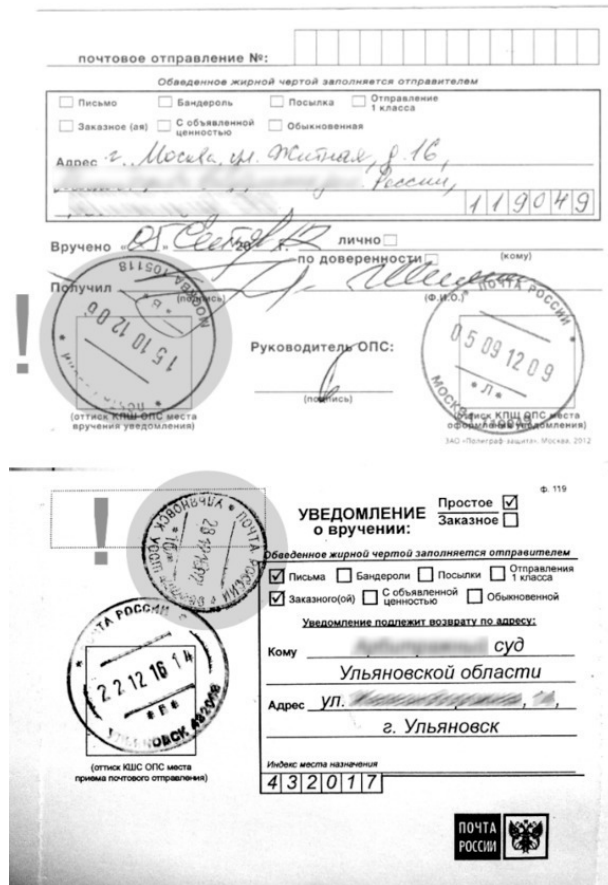 почтовое отправление №:
Обведенное жирной чертой заполняется отправителем
Письмо Бандероль Посылка Отправление
1 класса
Заказное (ая) С объявленной
ценностью Обыкновенная
Адрес г. Москва, ул. Житная, д. 16,
России,
119049
Вручено « » 20 г. лично
по доверенности
(кому)
Получил
(подпись) (Ф.И.О.)
МОСКВА 105118
15 10 12 00
ПОЧТА РОССИИ
05 09 12 09
* Л *
МОСКВА
Руководитель ОПС:
(подпись)
(оттиск КПШ ОПС места
вручения уведомления)
(оттиск КПШ ОПС места
оформления уведомления)
ЗАО «Полиграф-защита», Москва, 2012
!
!
ф. 119
УВЕДОМЛЕНИЕ
о вручении:
Простое
Заказное
Обведенное жирной чертой заполняется отправителем
Письма Бандероли Посылки Отправления
1 класса
Заказного(ой) С объявленной
ценностью Обыкновенной
Уведомление подлежит возврату по адресу:
Кому суд
Ульяновской области
Адрес ул.
г. Ульяновск
Индекс места назначения
432017
УЛЬЯНОВСК * ПОЧТА РОССИИ
ПОЧТА РОССИИ
22 12 16 14
УЛЬЯНОВСК
(оттиск КШС ОПС места
приема почтового отправления)
ПОЧТА
РОССИИ